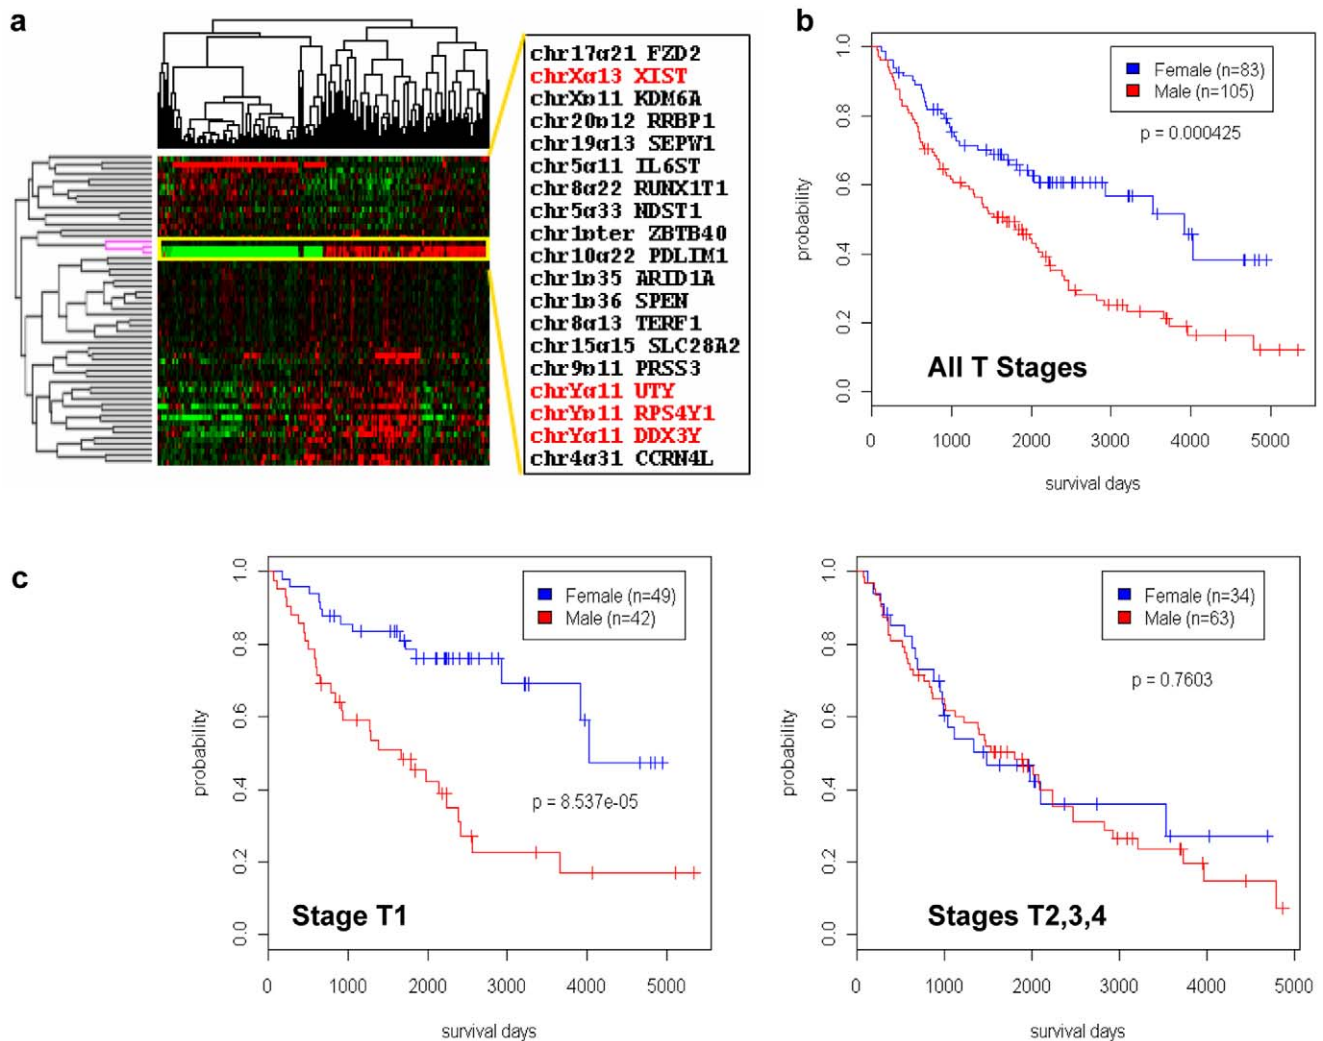 a
chr17q21 FZD2
chrXq13 XIST
chrXp11 KDM6A
chr20p12 RRBP1
chr19q13 SEPW1
chr5q11 IL6ST
chr8q22 RUNX1T1
chr5q33 NDST1
chr1pter ZBTB40
chr10q22 PDLIM1
chr1p35 ARID1A
chr1p36 SPEN
chr8q13 TERF1
chr15q15 SLC28A2
chr9p11 PRSS3
chrYq11 UTY
chrYp11 RPS4Y1
chrYq11 DDX3Y
chr4q31 CCRN4L
b
Female (n=83)
Male (n=105)
p = 0.000425
All T Stages
probability
1.0
0.8
0.6
0.4
0.2
0.0
0 1000 2000 3000 4000 5000
survival days
c
Female (n=49)
Male (n=42)
p = 8.537e-05
Stage T1
probability
1.0
0.8
0.6
0.4
0.2
0.0
0 1000 2000 3000 4000 5000
survival days
Female (n=34)
Male (n=63)
p = 0.7603
Stages T2,3,4
probability
1.0
0.8
0.6
0.4
0.2
0.0
0 1000 2000 3000 4000 5000
survival days